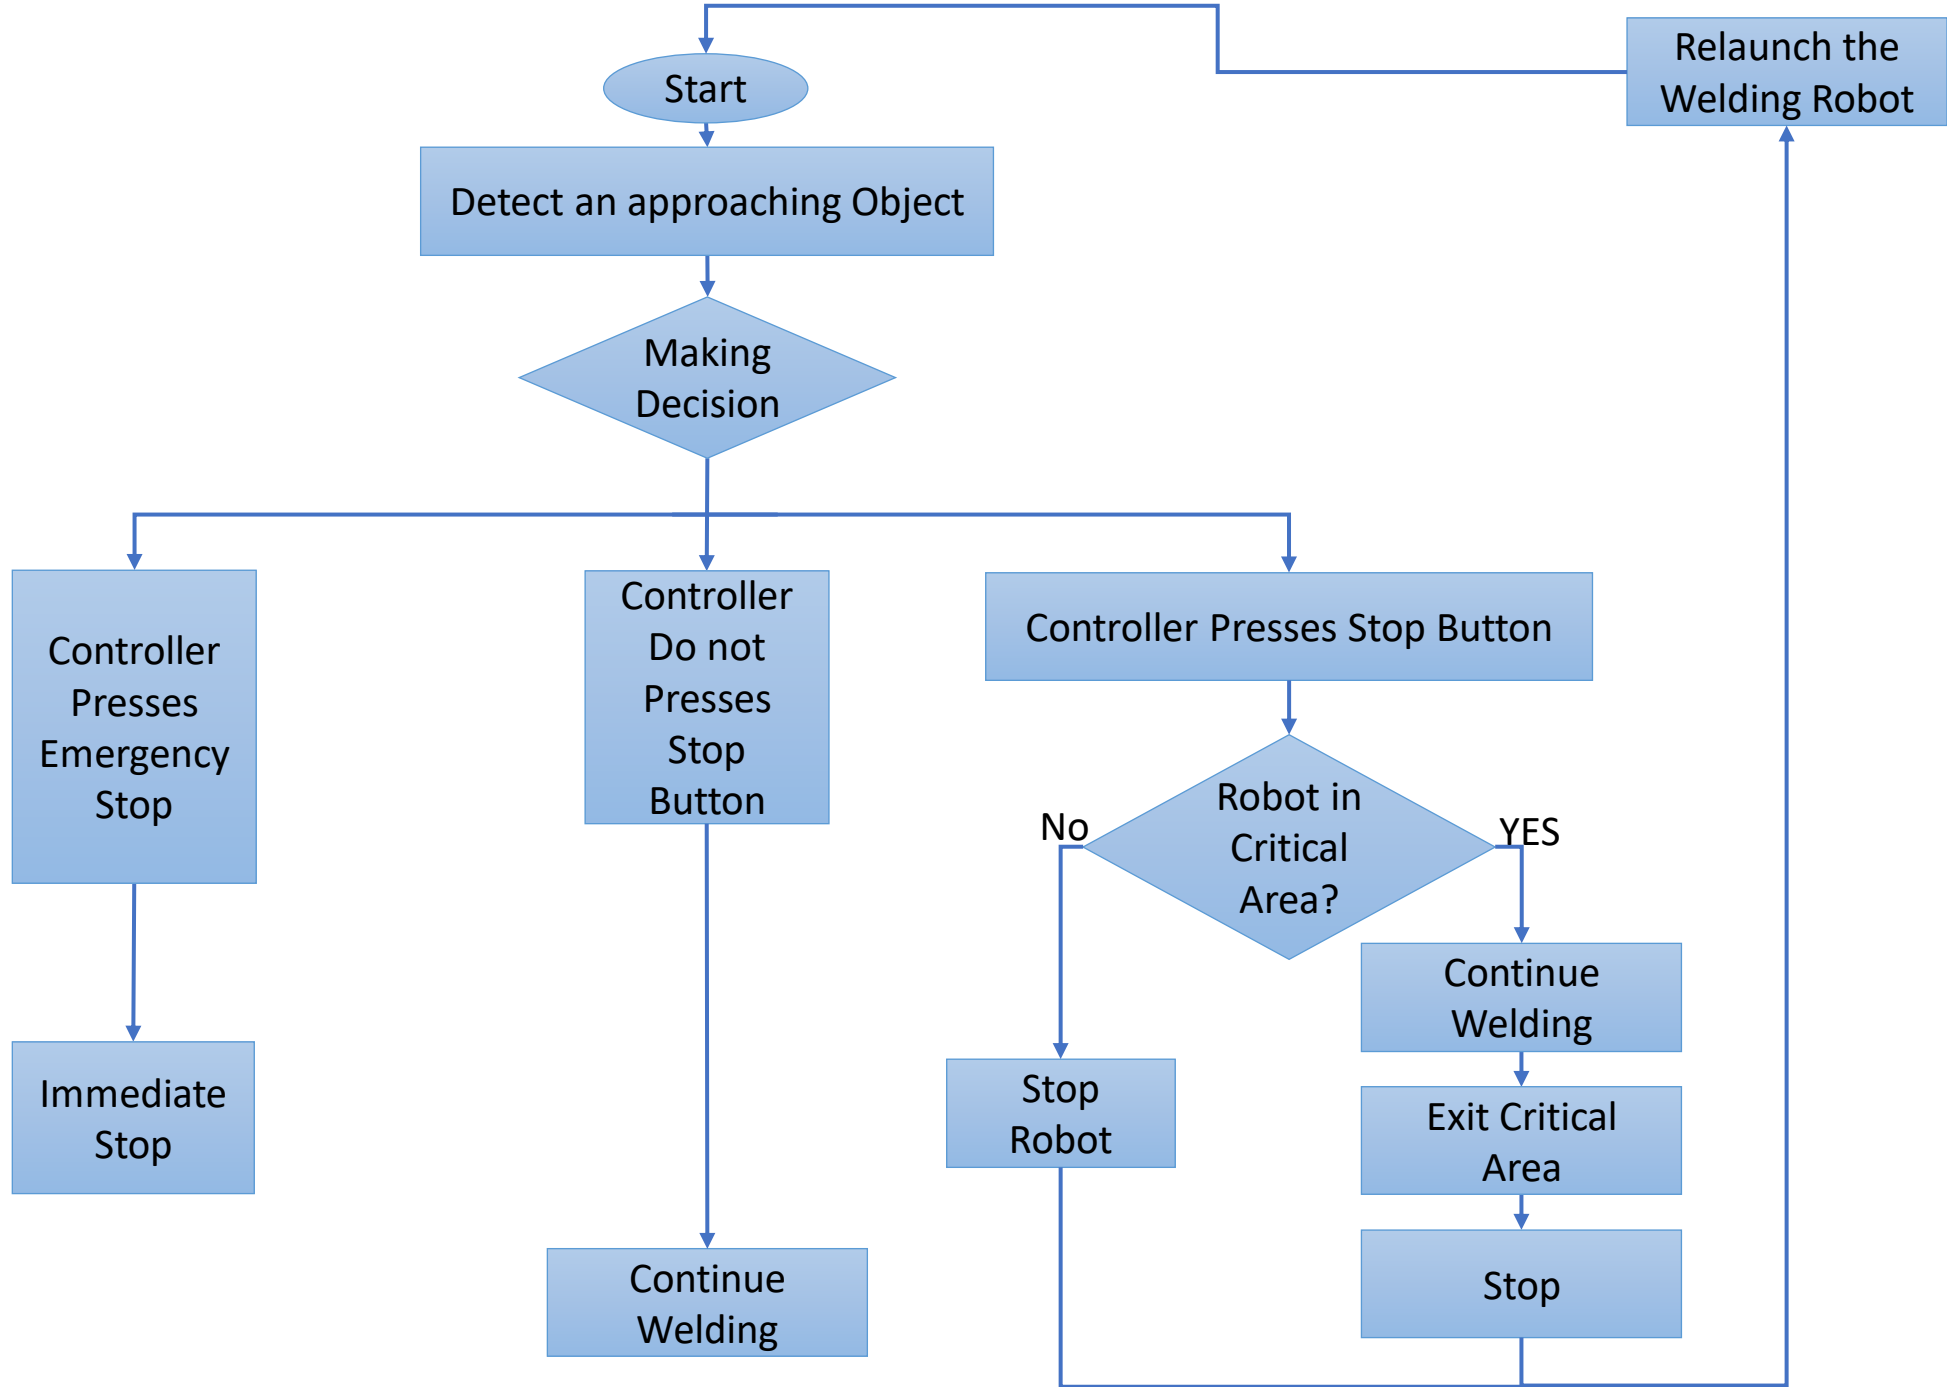 Start
Relaunch the
Welding Robot
Detect an approaching Object
Making
Decision
Controller
Presses
Emergency
Stop
Controller
Do not
Presses
Stop
Button
Controller Presses Stop Button
Robot in
Critical
Area?
No
YES
Continue
Welding
Immediate
Stop
Stop
Robot
Exit Critical
Area
Stop
Continue
Welding